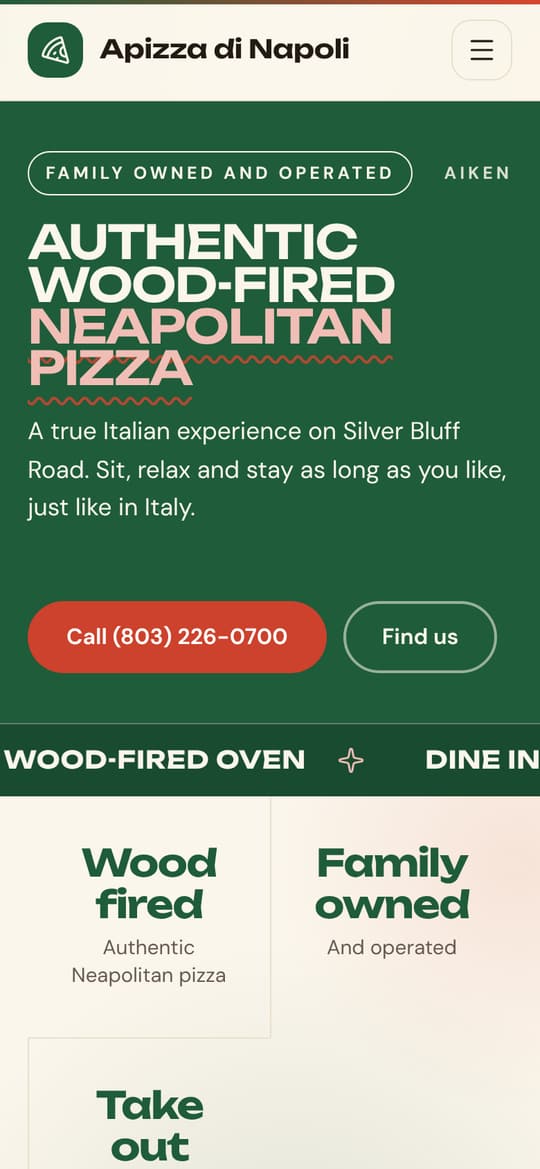 Apizza di Napoli
FAMILY OWNED AND OPERATED
AIKEN
AUTHENTIC
WOOD-FIRED
NEAPOLITAN
PIZZA
A true Italian experience on Silver Bluff
Road. Sit, relax and stay as long as you like,
just like in Italy.
Call (803) 226-0700
Find us
WOOD-FIRED OVEN
DINE IN
Wood
fired
Authentic
Neapolitan pizza
Family
owned
And operated
Take
out